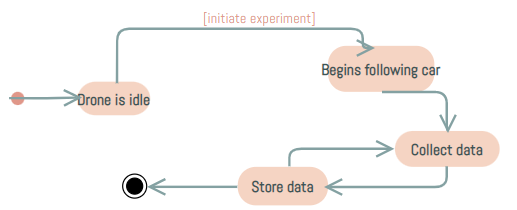 [initiate experiment]
Begins following car
Drone is idle
Collect data
Store data